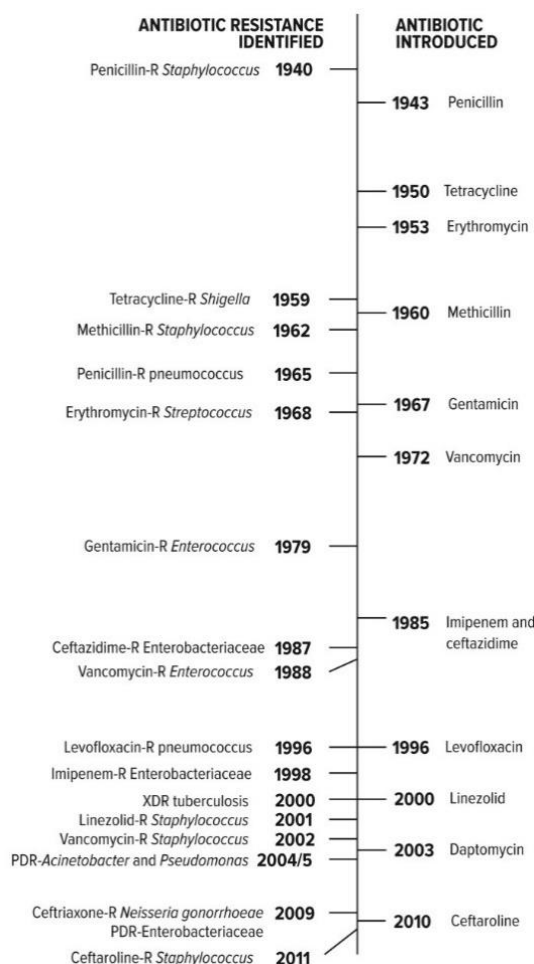 ANTIBIOTIC RESISTANCE
IDENTIFIED
ANTIBIOTIC
INTRODUCED
Penicillin-R Staphylococcus 1940
1943 Penicillin
1950 Tetracycline
1953 Erythromycin
Tetracycline-R Shigella 1959
1960 Methicillin
Methicillin-R Staphylococcus 1962
Penicillin-R pneumococcus 1965
1967 Gentamicin
Erythromycin-R Streptococcus 1968
1972 Vancomycin
Gentamicin-R Enterococcus 1979
1985 Imipenem and
ceftazidime
Ceftazidime-R Enterobacteriaceae 1987
Vancomycin-R Enterococcus 1988
Levofloxacin-R pneumococcus 1996
1996 Levofloxacin
Imipenem-R Enterobacteriaceae 1998
XDR tuberculosis 2000
2000 Linezolid
Linezolid-R Staphylococcus 2001
Vancomycin-R Staphylococcus 2002
2003 Daptomycin
PDR-Acinetobacter and Pseudomonas 2004/5
Ceftriaxone-R Neisseria gonorrhoeae 2009
PDR-Enterobacteriaceae
2010 Ceftaroline
Ceftaroline-R Staphylococcus 2011